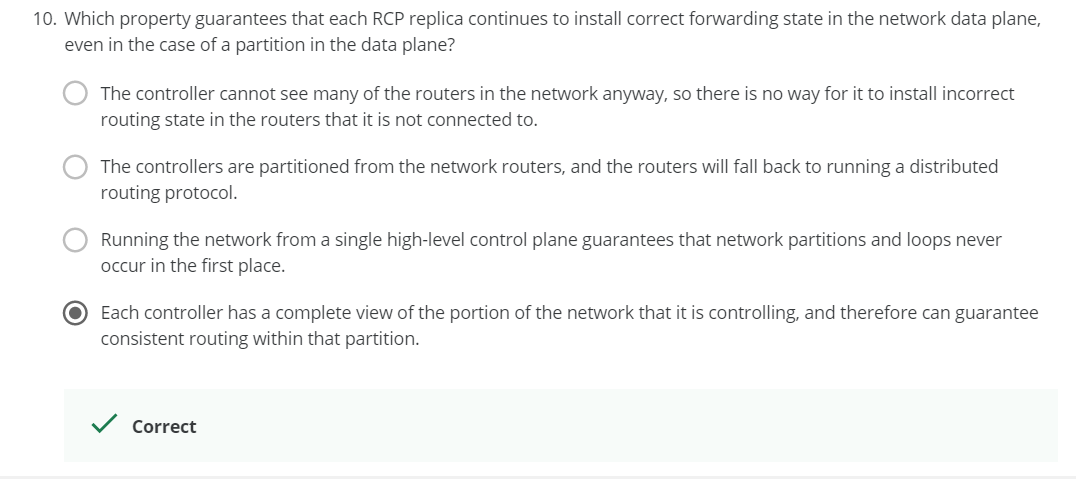 10. Which property guarantees that each RCP replica continues to install correct forwarding state in the network data plane,
even in the case of a partition in the data plane?
The controller cannot see many of the routers in the network anyway, so there is no way for it to install incorrect
routing state in the routers that it is not connected to.
The controllers are partitioned from the network routers, and the routers will fall back to running a distributed
routing protocol.
Running the network from a single high-level control plane guarantees that network partitions and loops never
occur in the first place.
Each controller has a complete view of the portion of the network that it is controlling, and therefore can guarantee
consistent routing within that partition.
Correct